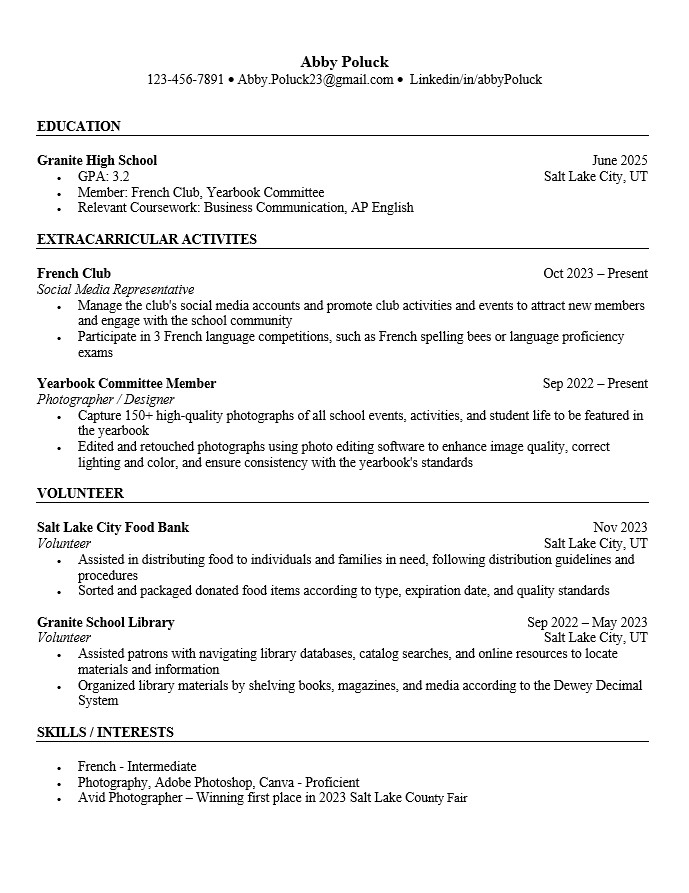 Abby Poluck
123-456-7891 ● Abby.Poluck23@gmail.com ● Linkedin/in/abbyPoluck
EDUCATION
Granite High School June 2025
• GPA: 3.2 Salt Lake City, UT
• Member: French Club, Yearbook Committee
• Relevant Coursework: Business Communication, AP English
EXTRACARRICULAR ACTIVITES
French Club Oct 2023 – Present
Social Media Representative
• Manage the club's social media accounts and promote club activities and events to attract new members
and engage with the school community
• Participate in 3 French language competitions, such as French spelling bees or language proficiency
exams
Yearbook Committee Member Sep 2022 – Present
Photographer / Designer
• Capture 150+ high-quality photographs of all school events, activities, and student life to be featured in
the yearbook
• Edited and retouched photographs using photo editing software to enhance image quality, correct
lighting and color, and ensure consistency with the yearbook's standards
VOLUNTEER
Salt Lake City Food Bank Nov 2023
Volunteer Salt Lake City, UT
• Assisted in distributing food to individuals and families in need, following distribution guidelines and
procedures
• Sorted and packaged donated food items according to type, expiration date, and quality standards
Granite School Library Sep 2022 – May 2023
Volunteer Salt Lake City, UT
• Assisted patrons with navigating library databases, catalog searches, and online resources to locate
materials and information
• Organized library materials by shelving books, magazines, and media according to the Dewey Decimal
System
SKILLS / INTERESTS
• French - Intermediate
• Photography, Adobe Photoshop, Canva - Proficient
• Avid Photographer – Winning first place in 2023 Salt Lake County Fair